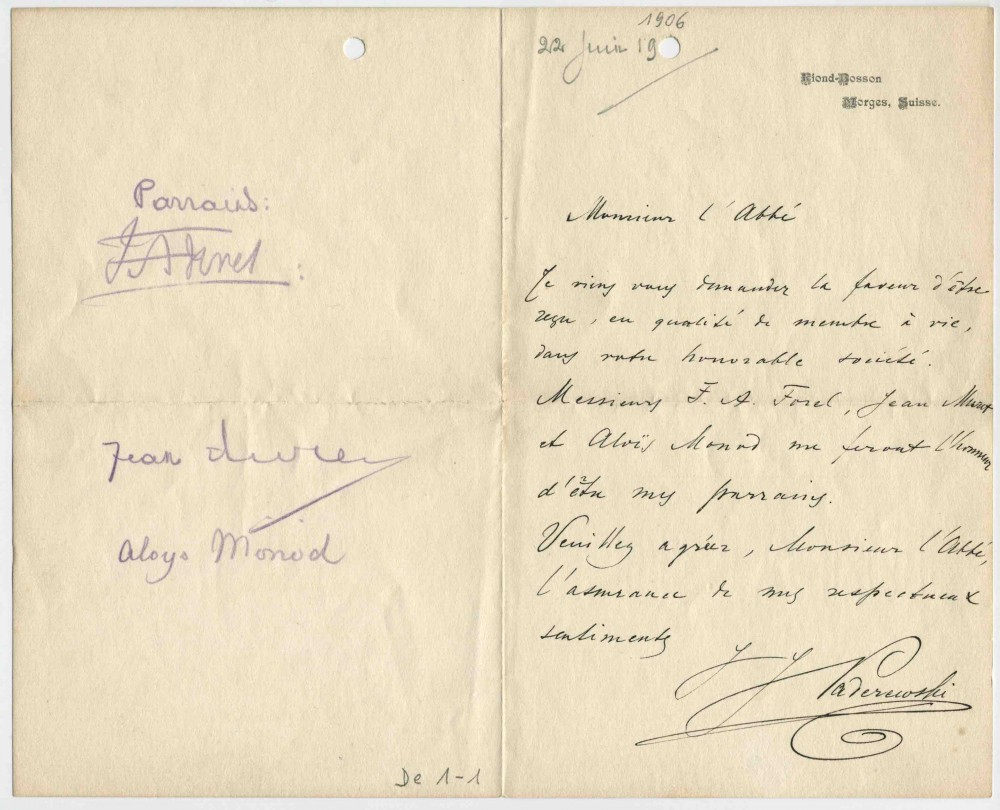 Parrains:
F. A. Forel
Jean
Aloys Monod
De 1-1
1906
22 Juin 19
Riond-Bosson
Morges, Suisse.
Monsieur l'Abbé
Je viens vous demander la faveur d'être
reçu, en qualité de membre à vie,
dans votre honorable société.
Messieurs F. A. Forel, Jean Muret
et Aloïs Monod me feront l'honneur
d'être mes parrains.
Veuillez agréer, Monsieur l'Abbé,
l'assurance de mes respectueux
sentiments
I J Paderewski